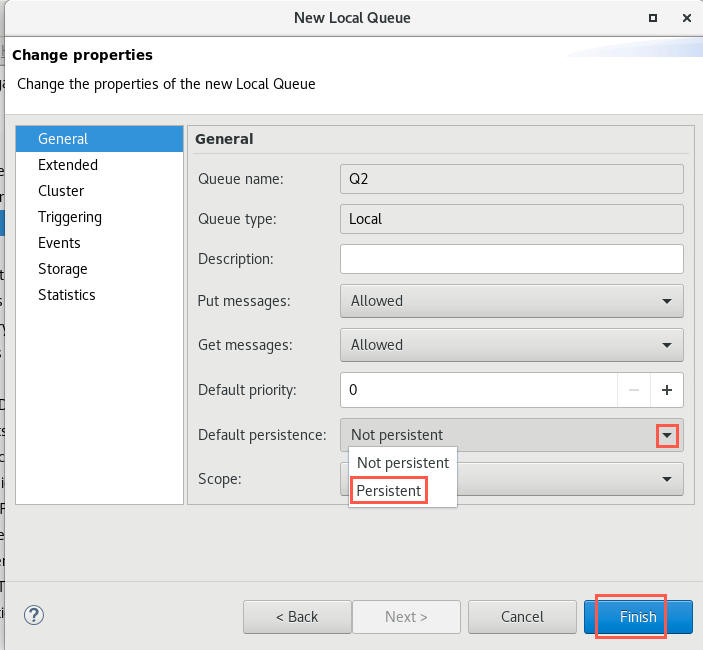 New Local Queue
Change properties
Change the properties of the new Local Queue
General
Extended
Cluster
Triggering
Events
Storage
Statistics
General
Queue name: Q2
Queue type: Local
Description:
Put messages: Allowed
Get messages: Allowed
Default priority: 0
Default persistence: Not persistent
Not persistent
Scope:
Persistent
< Back Next > Cancel Finish